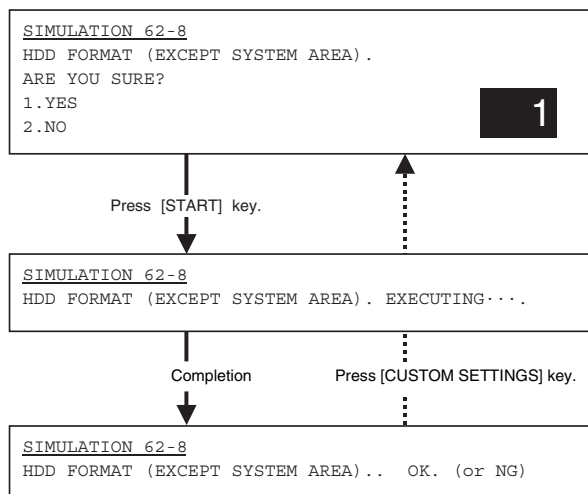 SIMULATION 62-8
HDD FORMAT (EXCEPT SYSTEM AREA).
ARE YOU SURE?
1.YES
2.NO
1
Press [START] key.
SIMULATION 62-8
HDD FORMAT (EXCEPT SYSTEM AREA). EXECUTING···.
Completion
Press [CUSTOM SETTINGS] key.
SIMULATION 62-8
HDD FORMAT (EXCEPT SYSTEM AREA).. OK. (or NG)